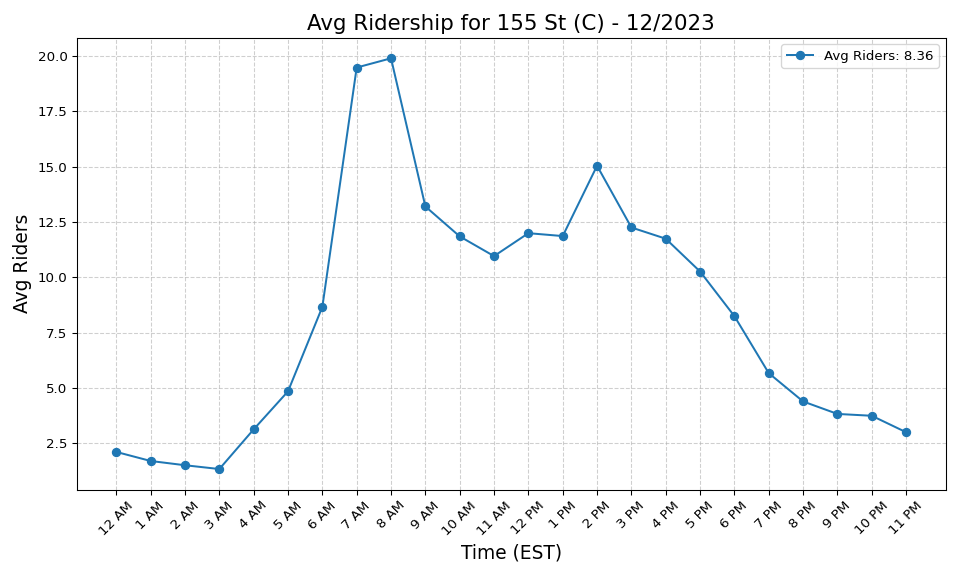 Avg Ridership for 155 St (C) - 12/2023
Avg Riders: 8.36
Avg Riders
20.0
17.5
15.0
12.5
10.0
7.5
5.0
2.5
12 AM 1 AM 2 AM 3 AM 4 AM 5 AM 6 AM 7 AM 8 AM 9 AM 10 AM 11 AM 12 PM 1 PM 2 PM 3 PM 4 PM 5 PM 6 PM 7 PM 8 PM 9 PM 10 PM 11 PM
Time (EST)